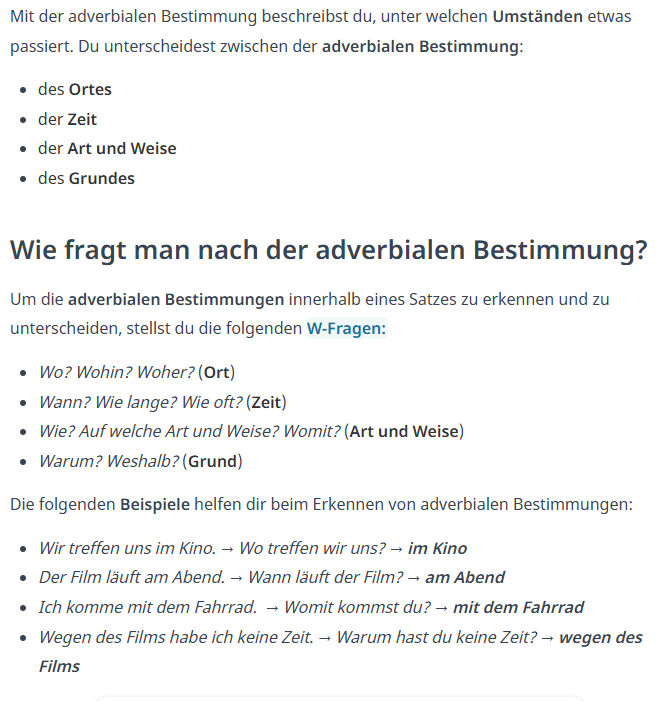 Mit der adverbialen Bestimmung beschreibst du, unter welchen Umständen etwas
passiert. Du unterscheidest zwischen der adverbialen Bestimmung:
• des Ortes
• der Zeit
• der Art und Weise
• des Grundes
Wie fragt man nach der adverbialen Bestimmung?
Um die adverbialen Bestimmungen innerhalb eines Satzes zu erkennen und zu
unterscheiden, stellst du die folgenden W-Fragen:
• Wo? Wohin? Woher? (Ort)
• Wann? Wie lange? Wie oft? (Zeit)
• Wie? Auf welche Art und Weise? Womit? (Art und Weise)
• Warum? Weshalb? (Grund)
Die folgenden Beispiele helfen dir beim Erkennen von adverbialen Bestimmungen:
• Wir treffen uns im Kino. → Wo treffen wir uns? → im Kino
• Der Film läuft am Abend. → Wann läuft der Film? → am Abend
• Ich komme mit dem Fahrrad. → Womit kommst du? → mit dem Fahrrad
• Wegen des Films habe ich keine Zeit. → Warum hast du keine Zeit? → wegen des
Films